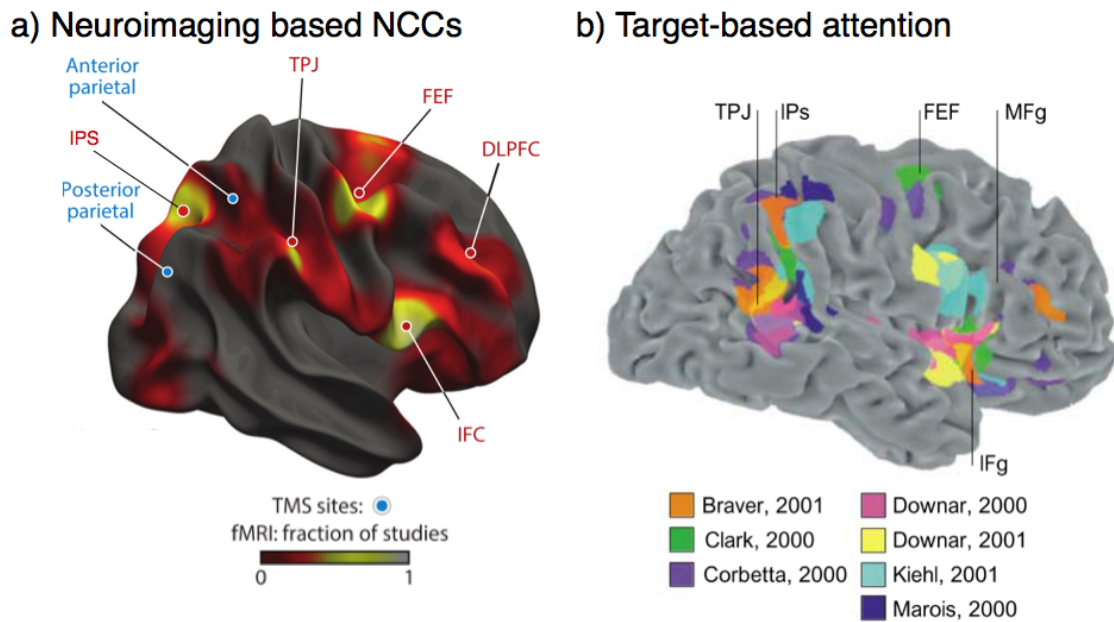 a) Neuroimaging based NCCs
Anterior
parietal
TPJ
FEF
IPS
DLPFC
Posterior
parietal
IFC
TMS sites:
fMRI: fraction of studies
0 1
b) Target-based attention
TPJ IPs FEF MFg
IFg
Braver, 2001
Clark, 2000
Corbetta, 2000
Downar, 2000
Downar, 2001
Kiehl, 2001
Marois, 2000